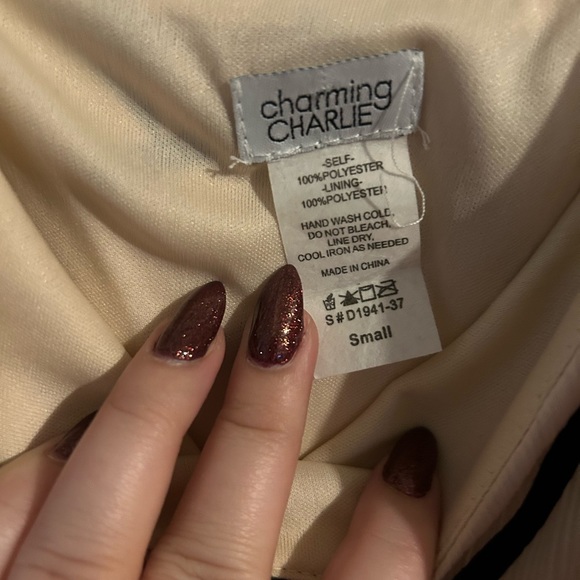 charming
CHARLIE
-SELF-
100%POLYESTER
-LINING-
100%POLYESTER
HAND WASH COLD,
DO NOT BLEACH,
LINE DRY,
COOL IRON AS NEEDED
MADE IN CHINA
S#D1941-37
Small